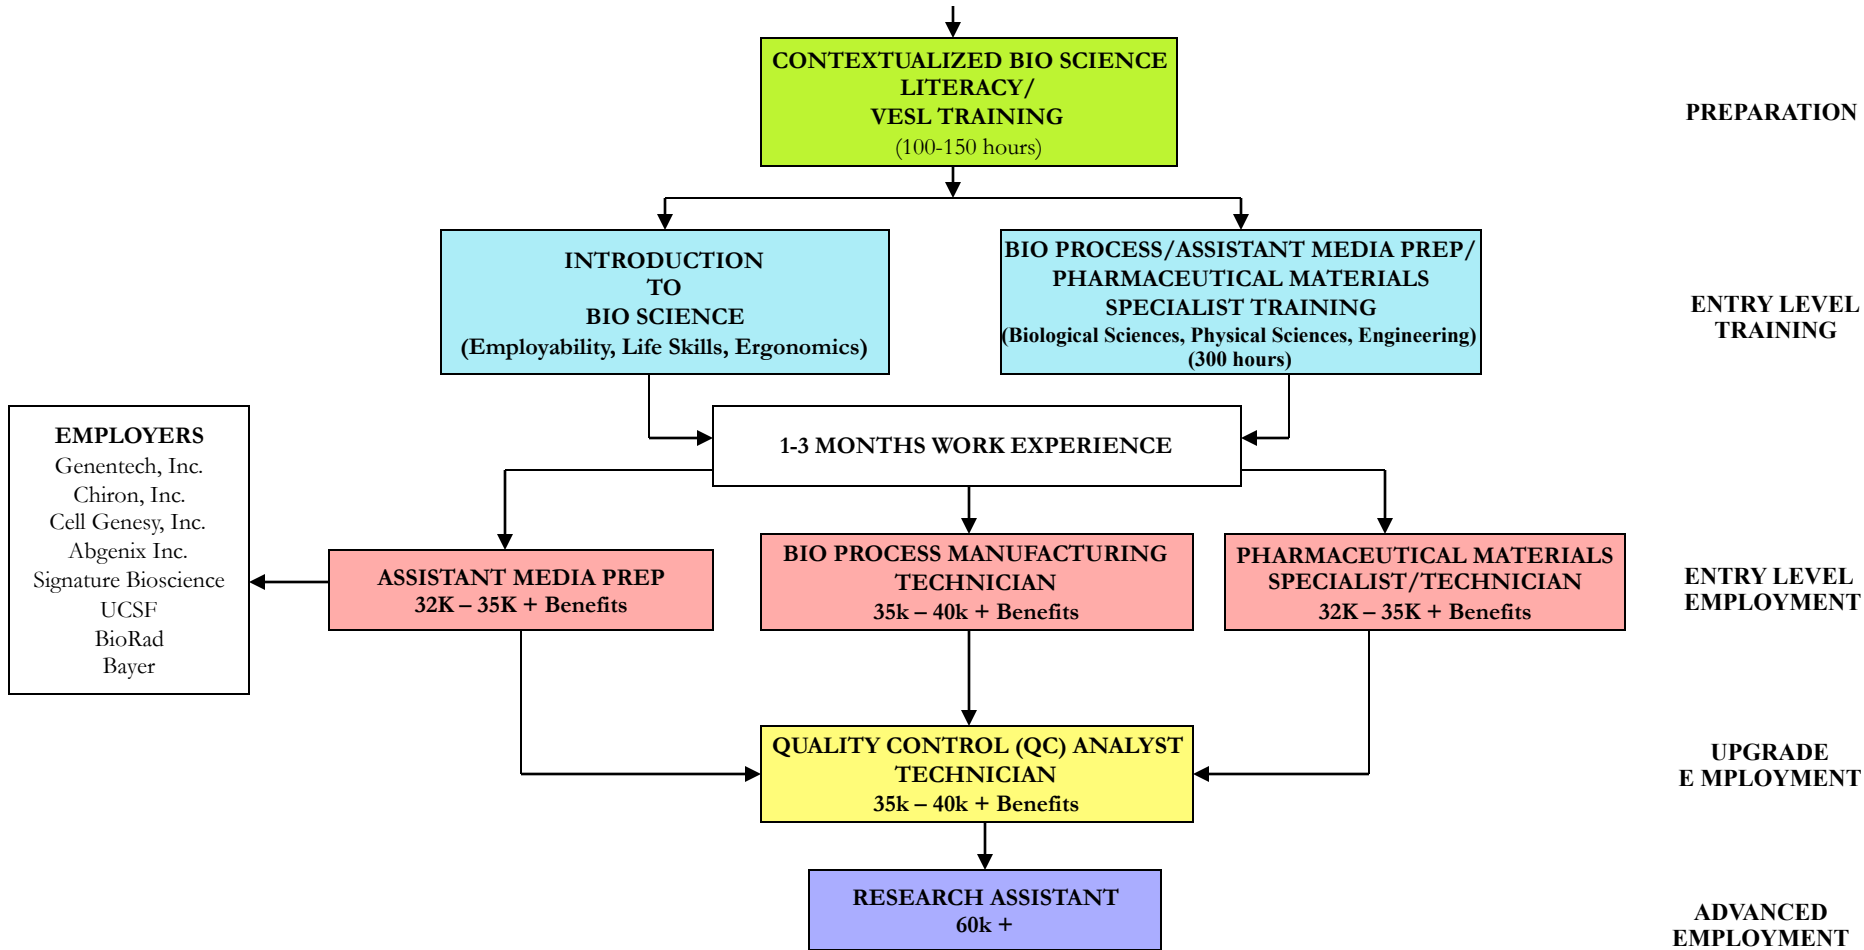 CONTEXTUALIZED BIO SCIENCE
LITERACY/
VESL TRAINING
(100-150 hours)
PREPARATION
INTRODUCTION
TO
BIO SCIENCE
(Employability, Life Skills, Ergonomics)
BIO PROCESS/ASSISTANT MEDIA PREP/
PHARMACEUTICAL MATERIALS
SPECIALIST TRAINING
(Biological Sciences, Physical Sciences, Engineering)
(300 hours)
ENTRY LEVEL
TRAINING
EMPLOYERS
Genentech, Inc.
Chiron, Inc.
Cell Genesy, Inc.
Abgenix Inc.
Signature Bioscience
UCSF
BioRad
Bayer
1-3 MONTHS WORK EXPERIENCE
ASSISTANT MEDIA PREP
32K – 35K + Benefits
BIO PROCESS MANUFACTURING
TECHNICIAN
35k – 40k + Benefits
PHARMACEUTICAL MATERIALS
SPECIALIST/TECHNICIAN
32K – 35K + Benefits
ENTRY LEVEL
EMPLOYMENT
QUALITY CONTROL (QC) ANALYST
TECHNICIAN
35k – 40k + Benefits
UPGRADE
E MPLOYMENT
RESEARCH ASSISTANT
60k +
ADVANCED
EMPLOYMENT